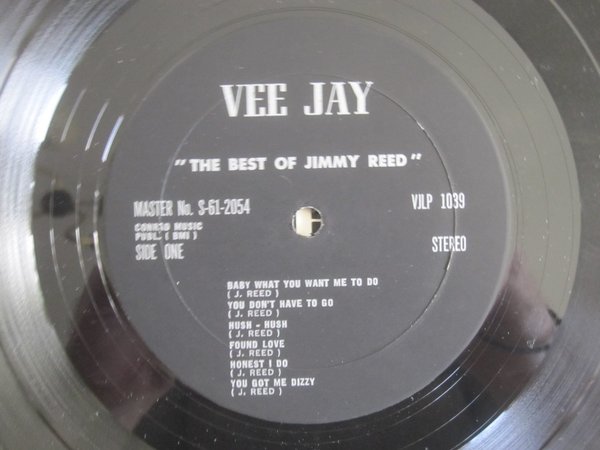 VEE JAY
"THE BEST OF JIMMY REED"
MASTER No. S-61-2054
VJLP 1039
CONRAD MUSIC
PUBL. (BMI)
SIDE ONE
STEREO
BABY WHAT YOU WANT ME TO DO
( J. REED )
YOU DON'T HAVE TO GO
( J. REED )
HUSH - HUSH
( J. REED )
FOUND LOVE
( J. REED )
HONEST I DO
( J. REED )
YOU GOT ME DIZZY
( J. REED )